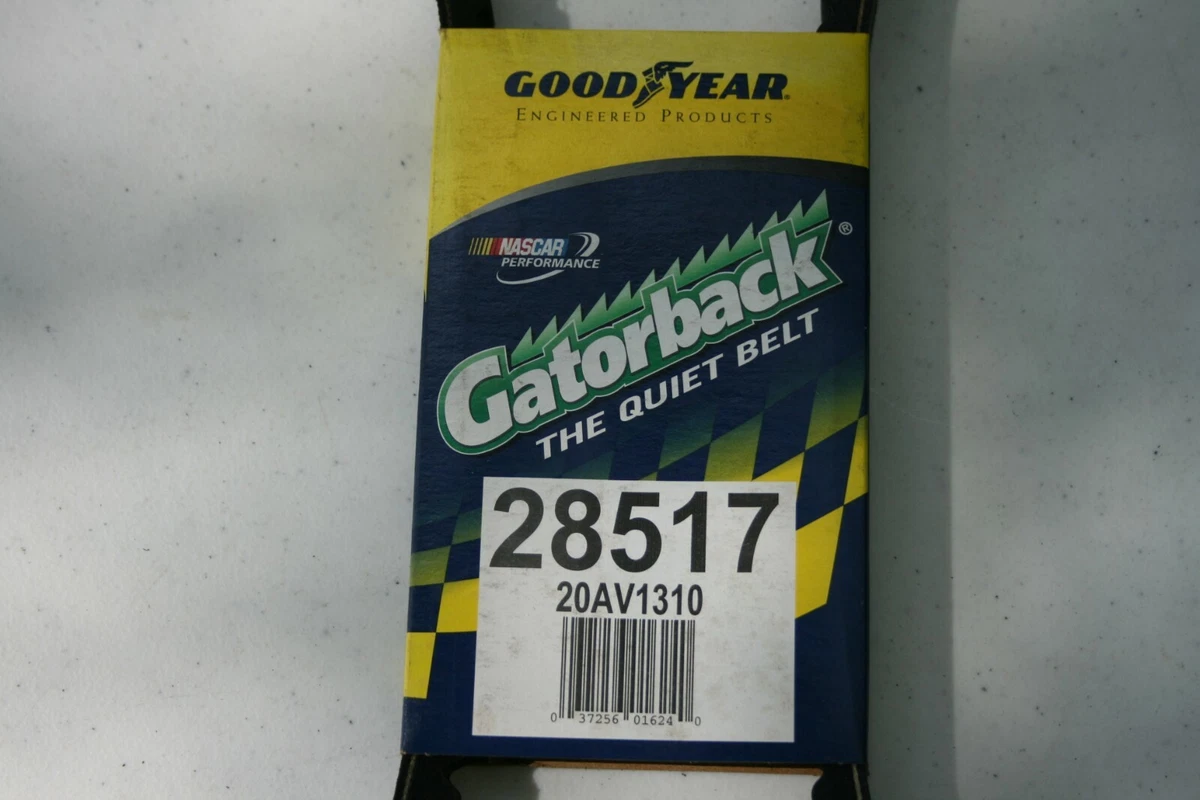 GOODYEAR®
ENGINEERED PRODUCTS
NASCAR
PERFORMANCE
Gatorback®
THE QUIET BELT
28517
20AV1310
0 37256 01624 0